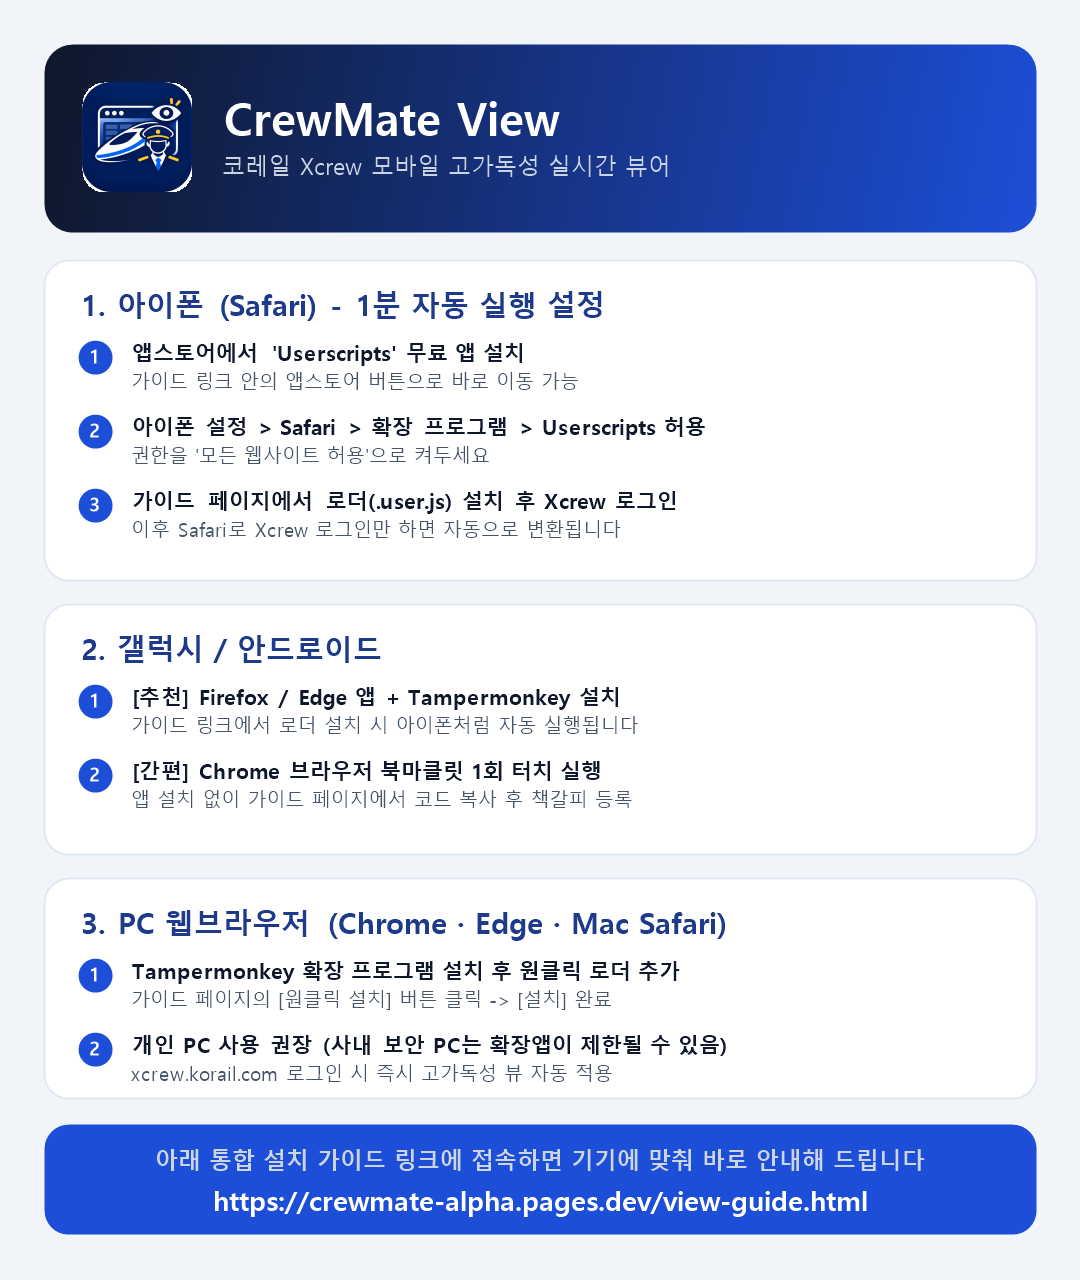 CrewMate View
코레일 Xcrew 모바일 고가독성 실시간 뷰어
1. 아이폰 (Safari) - 1분 자동 실행 설정
1
앱스토어에서 'Userscripts' 무료 앱 설치
가이드 링크 안의 앱스토어 버튼으로 바로 이동 가능
2
아이폰 설정 > Safari > 확장 프로그램 > Userscripts 허용
권한을 '모든 웹사이트 허용'으로 켜두세요
3
가이드 페이지에서 로더(.user.js) 설치 후 Xcrew 로그인
이후 Safari로 Xcrew 로그인만 하면 자동으로 변환됩니다
2. 갤럭시 / 안드로이드
1
[추천] Firefox / Edge 앱 + Tampermonkey 설치
가이드 링크에서 로더 설치 시 아이폰처럼 자동 실행됩니다
2
[간편] Chrome 브라우저 북마클릿 1회 터치 실행
앱 설치 없이 가이드 페이지에서 코드 복사 후 책갈피 등록
3. PC 웹브라우저 (Chrome · Edge · Mac Safari)
1
Tampermonkey 확장 프로그램 설치 후 원클릭 로더 추가
가이드 페이지의 [원클릭 설치] 버튼 클릭 -> [설치] 완료
2
개인 PC 사용 권장 (사내 보안 PC는 확장앱이 제한될 수 있음)
xcrew.korail.com 로그인 시 즉시 고가독성 뷰 자동 적용
아래 통합 설치 가이드 링크에 접속하면 기기에 맞춰 바로 안내해 드립니다
https://crewmate-alpha.pages.dev/view-guide.html